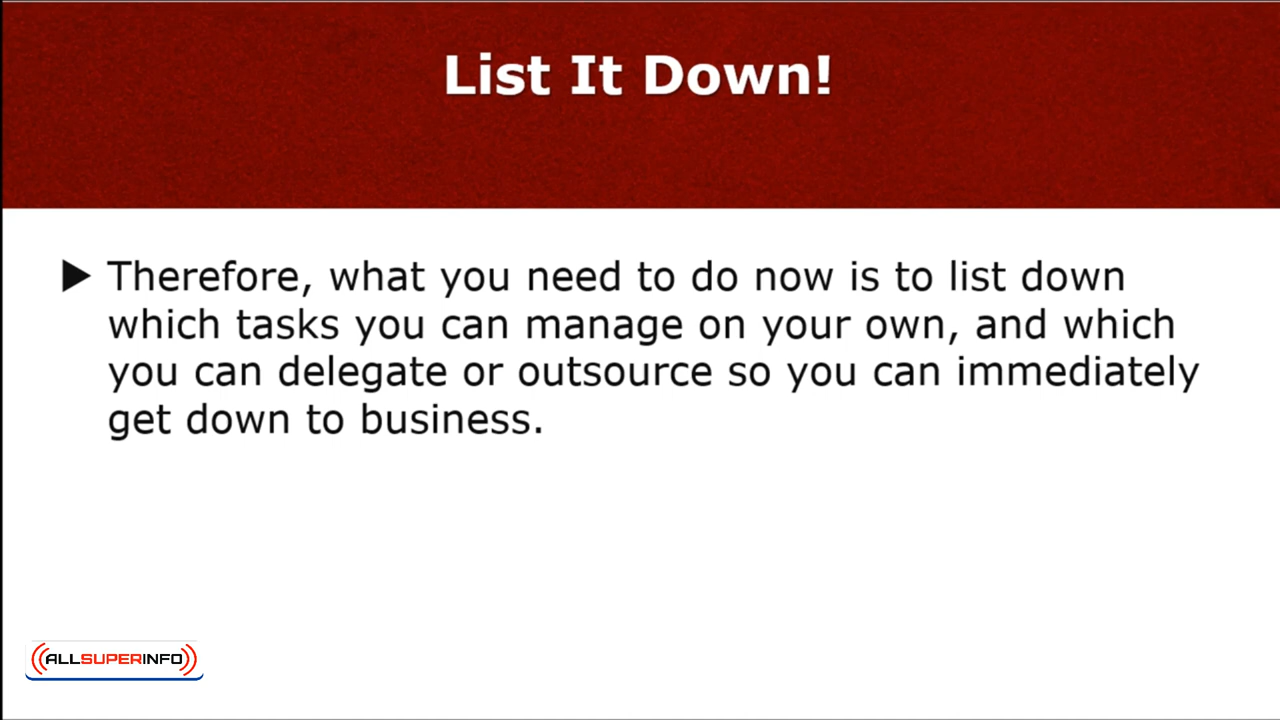 List It Down!
Therefore, what you need to do now is to list down
which tasks you can manage on your own, and which
you can delegate or outsource so you can immediately
get down to business.
ALLSUPERINFO